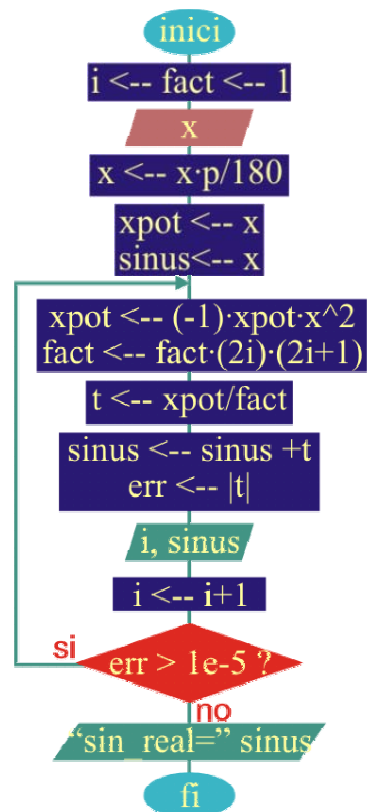 inici
i <-- fact <-- 1
x
x <-- x·p/180
xpot <-- x
sinus<-- x
xpot <-- (-1)·xpot·x^2
fact <-- fact·(2i)·(2i+1)
t <-- xpot/fact
sinus <-- sinus +t
err <-- |t|
i, sinus
i <-- i+1
si
err > 1e-5 ?
no
“sin_real=” sinus
fi